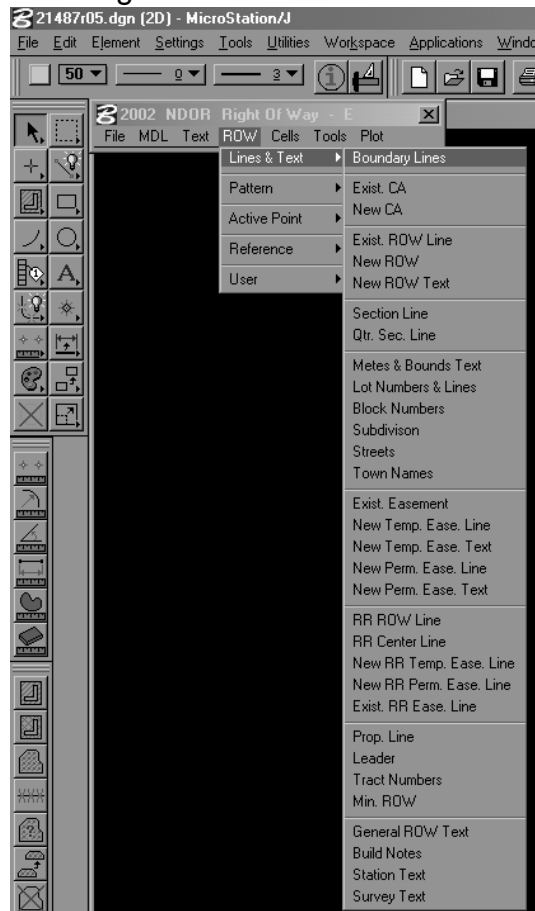 21487r05.dgn (2D) - MicroStation/J
File Edit Element Settings Tools Utilities Workspace Applications
50 0 3
2002 NDOR Right Of Way - E
File MDL Text ROW Cells Tools Plot
Lines & Text
Pattern
Active Point
Reference
User
Boundary Lines
Exist. CA
New CA
Exist. ROW Line
New ROW
New ROW Text
Section Line
Qtr. Sec. Line
Metes & Bounds Text
Lot Numbers & Lines
Block Numbers
Subdivison
Streets
Town Names
Exist. Easement
New Temp. Ease. Line
New Temp. Ease. Text
New Perm. Ease. Line
New Perm. Ease. Text
RR ROW Line
RR Center Line
New RR Temp. Ease. Line
New RR Perm. Ease. Line
Exist. RR Ease. Line
Prop. Line
Leader
Tract Numbers
Min. ROW
General ROW Text
Build Notes
Station Text
Survey Text